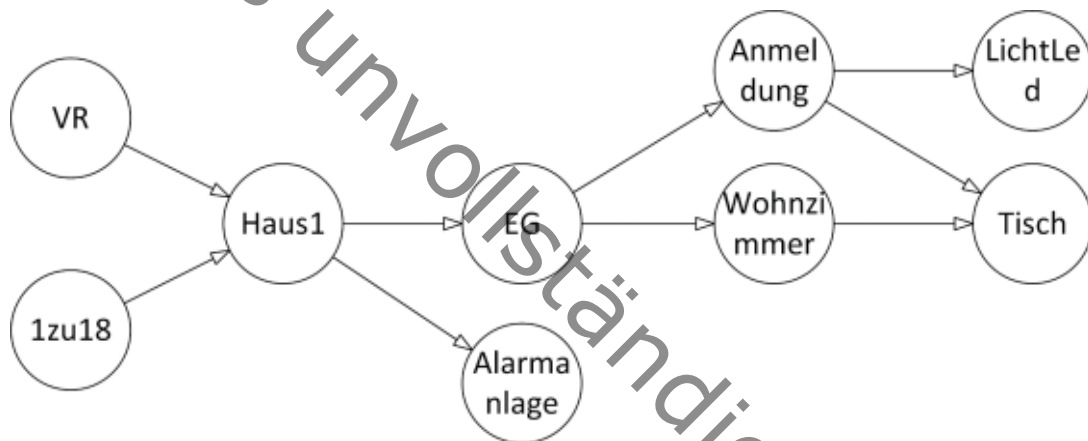 VR
1zu18
Haus1
EG
Alarma
nlage
Anmel
dung
Wohnzi
mmer
LichtLe
d
Tisch
unvollständig